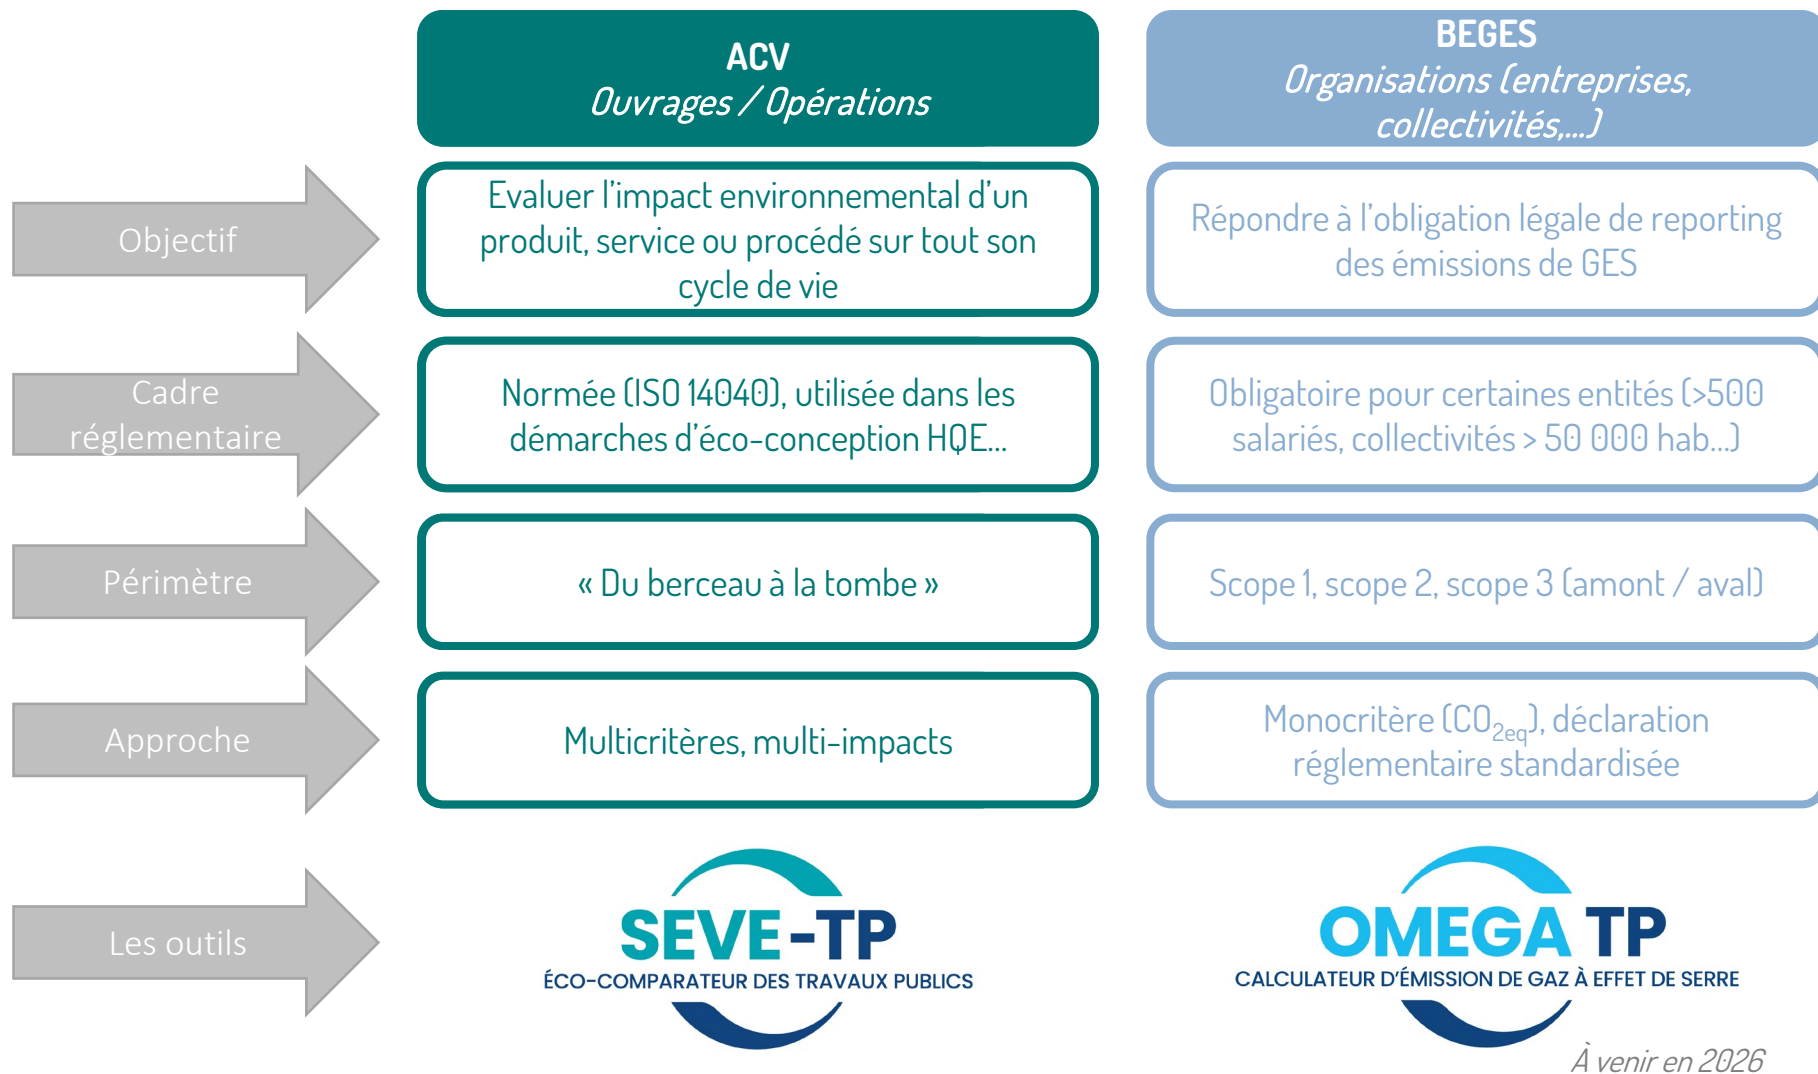 ACV
Ouvrages / Opérations
BEGES
Organisations (entreprises,
collectivités,...)
Objectif
Evaluer l’impact environnemental d’un
produit, service ou procédé sur tout son
cycle de vie
Répondre à l’obligation légale de reporting
des émissions de GES
Cadre
réglementaire
Normée (ISO 14040), utilisée dans les
démarches d’éco-conception HQE...
Obligatoire pour certaines entités (>500
salariés, collectivités > 50 000 hab...)
Périmètre
« Du berceau à la tombe »
Scope 1, scope 2, scope 3 (amont / aval)
Approche
Multicritères, multi-impacts
Monocritère (CO2eq), déclaration
réglementaire standardisée
Les outils
SEVE-TP
ÉCO-COMPARATEUR DES TRAVAUX PUBLICS
OMEGA TP
CALCULATEUR D’ÉMISSION DE GAZ À EFFET DE SERRE
À venir en 2026